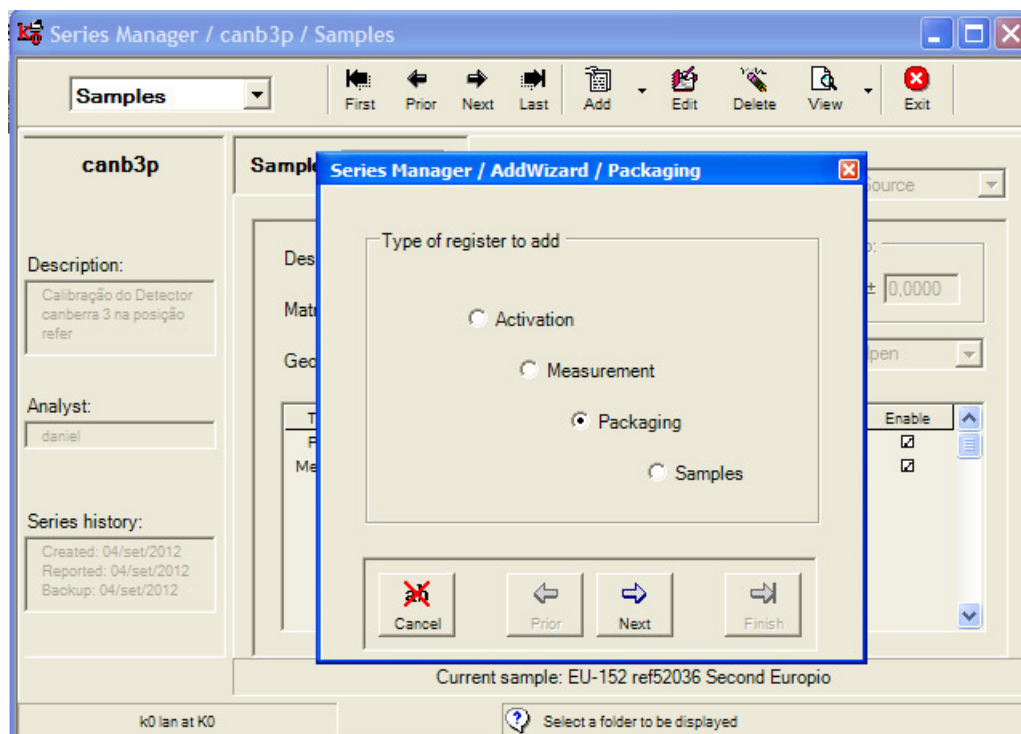 Series Manager / canb3p / Samples
Samples
First
Prior
Next
Last
Add
Edit
Delete
View
Exit
canb3p
Description:
Calibração do Detector
canberra 3 na posição
refer
Analyst:
daniel
Series history:
Created: 04/set/2012
Reported: 04/set/2012
Backup: 04/set/2012
Sample
Des
Matr
Geo
T
Me
Series Manager / AddWizard / Packaging
Type of register to add
Activation
Measurement
Packaging
Samples
Cancel
Prior
Next
Finish
Source
± 0,0000
Enable
Current sample: EU-152 ref52036 Second Europio
k0 lan at K0
Select a folder to be displayed